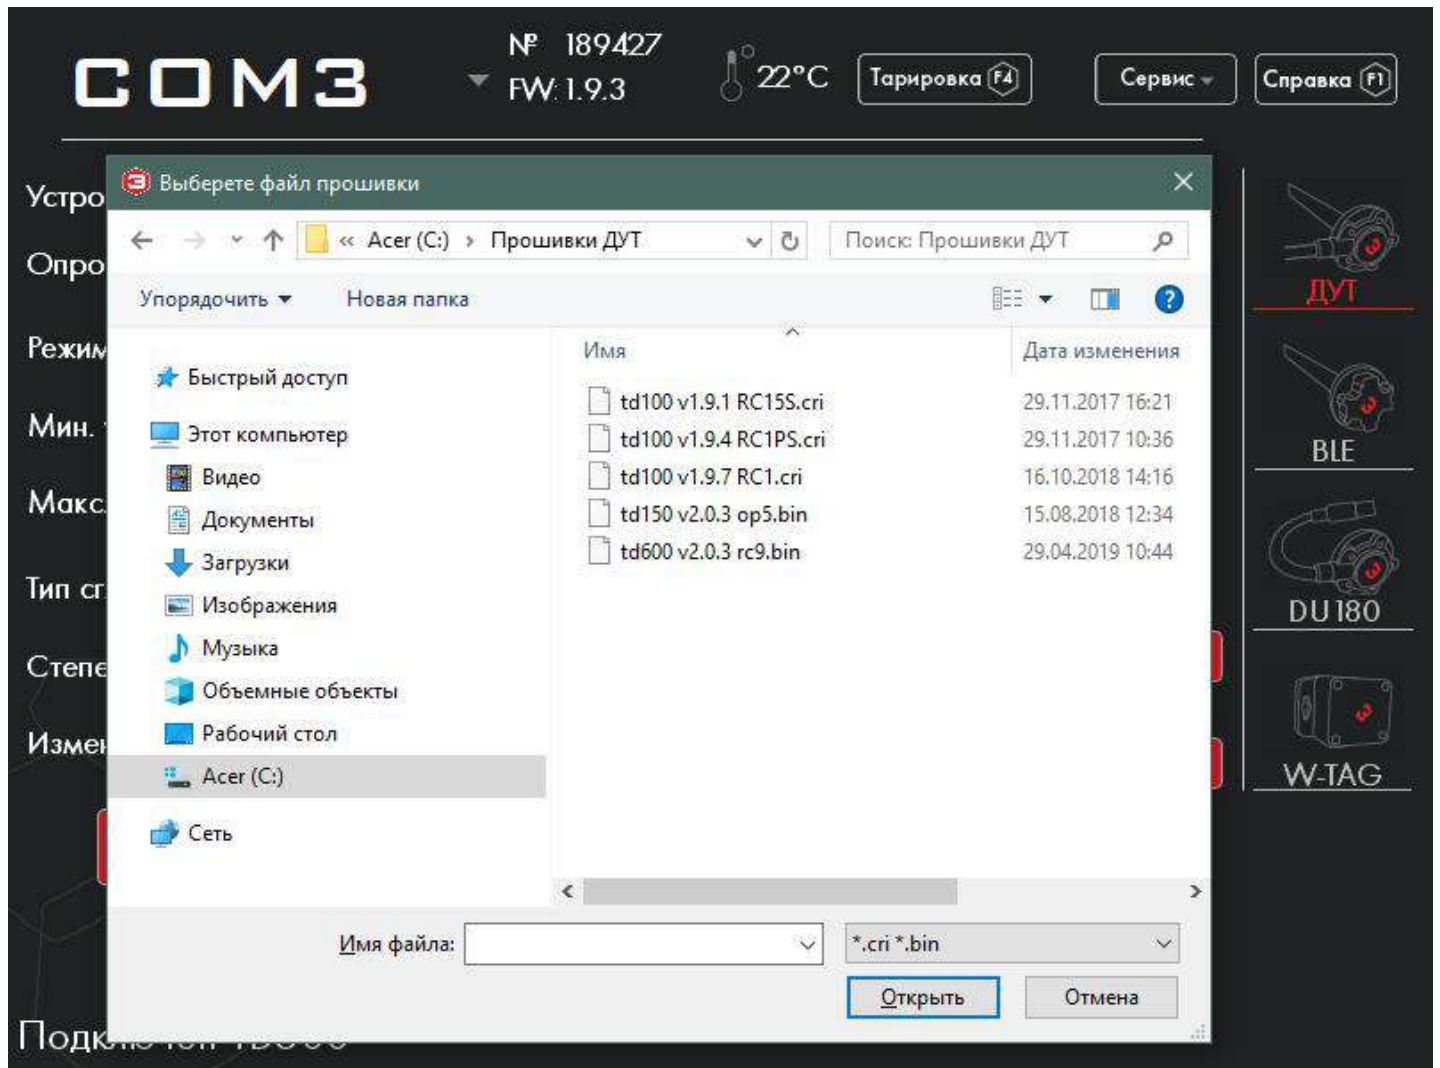 COM3
№ 189427
FW: 1.9.3
22°C
Тарировка F4
Сервис
Справка F1
Выберете файл прошивки
« Acer (C:) › Прошивки ДУТ
Поиск: Прошивки ДУТ
Упорядочить
Новая папка
?
Имя
Дата изменения
Быстрый доступ
Этот компьютер
Видео
Документы
Загрузки
Изображения
Музыка
Объемные объекты
Рабочий стол
Acer (C:)
Сеть
td100 v1.9.1 RC15S.cri 29.11.2017 16:21
td100 v1.9.4 RC1PS.cri 29.11.2017 10:36
td100 v1.9.7 RC1.cri 16.10.2018 14:16
td150 v2.0.3 op5.bin 15.08.2018 12:34
td600 v2.0.3 rc9.bin 29.04.2019 10:44
Имя файла:
*.cri *.bin
Открыть
Отмена
Устро
Опро
Режим
Мин.
Макс.
Тип сг
Степе
Измен
Подк
ДУТ
BLE
DU180
W-TAG